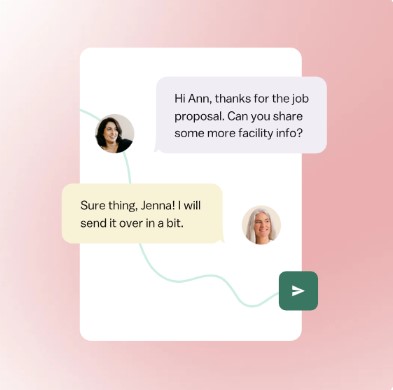 Hi Ann, thanks for the job
proposal. Can you share
some more facility info?
Sure thing, Jenna! I will
send it over in a bit.